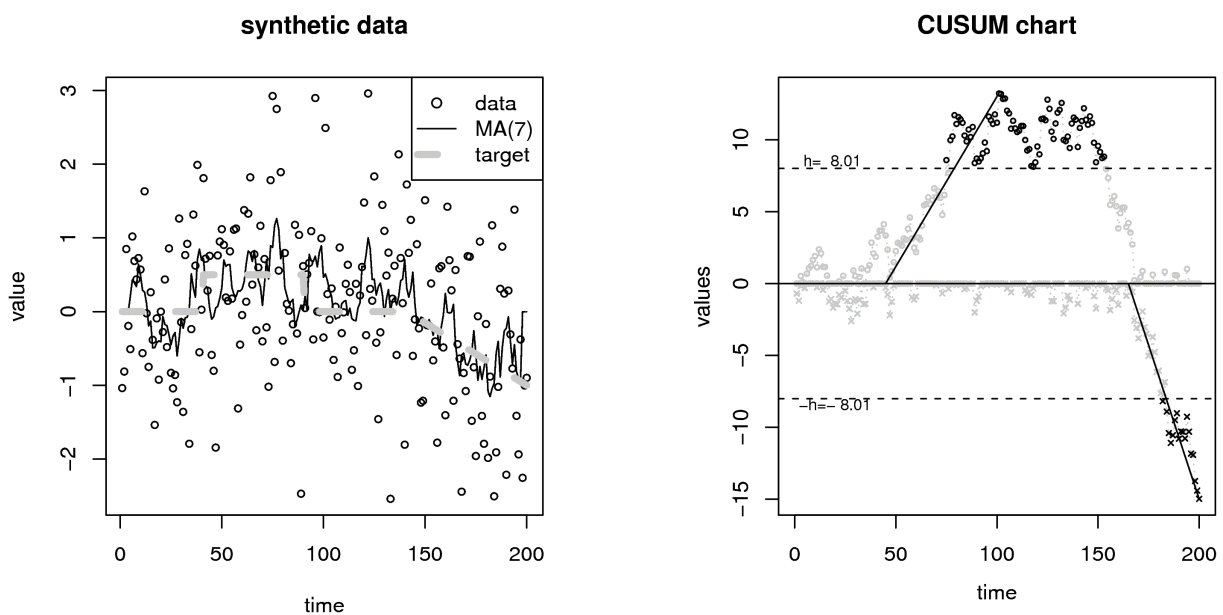 synthetic data
CUSUM chart
data
MA(7)
target
value
3
2
1
0
−1
−2
0
50
100
150
200
time
values
10
5
0
−5
−10
−15
h= 8.01
−h=− 8.01
0
50
100
150
200
time